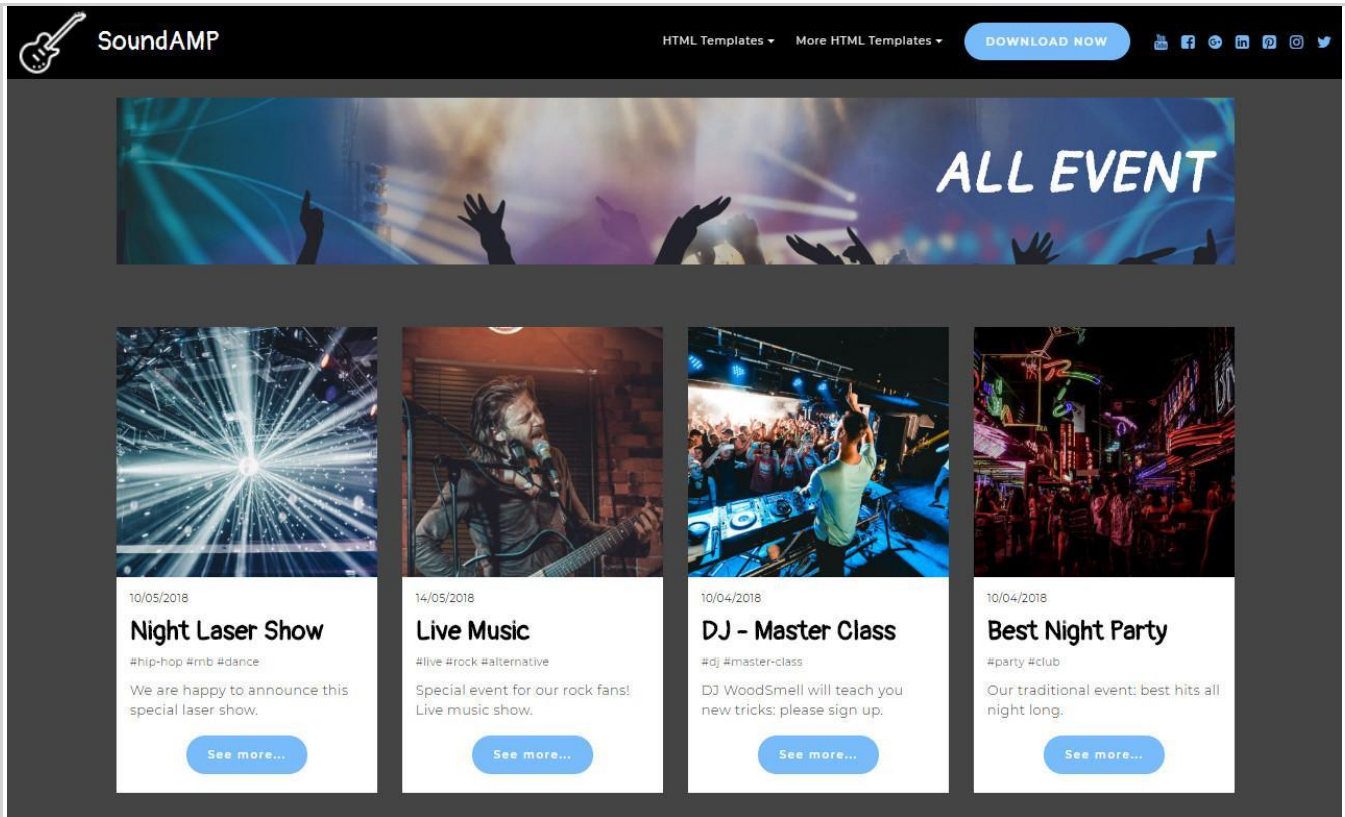 SoundAMP
HTML Templates
More HTML Templates
DOWNLOAD NOW
ALL EVENT
10/05/2018
Night Laser Show
#hip-hop #rnb #dance
We are happy to announce this
special laser show.
See more...
14/05/2018
Live Music
#live #rock #alternative
Special event for our rock fans!
Live music show.
See more...
10/04/2018
DJ - Master Class
#dj #master-class
DJ WoodSmell will teach you
new tricks: please sign up.
See more...
10/04/2018
Best Night Party
#party #club
Our traditional event: best hits all
night long.
See more...